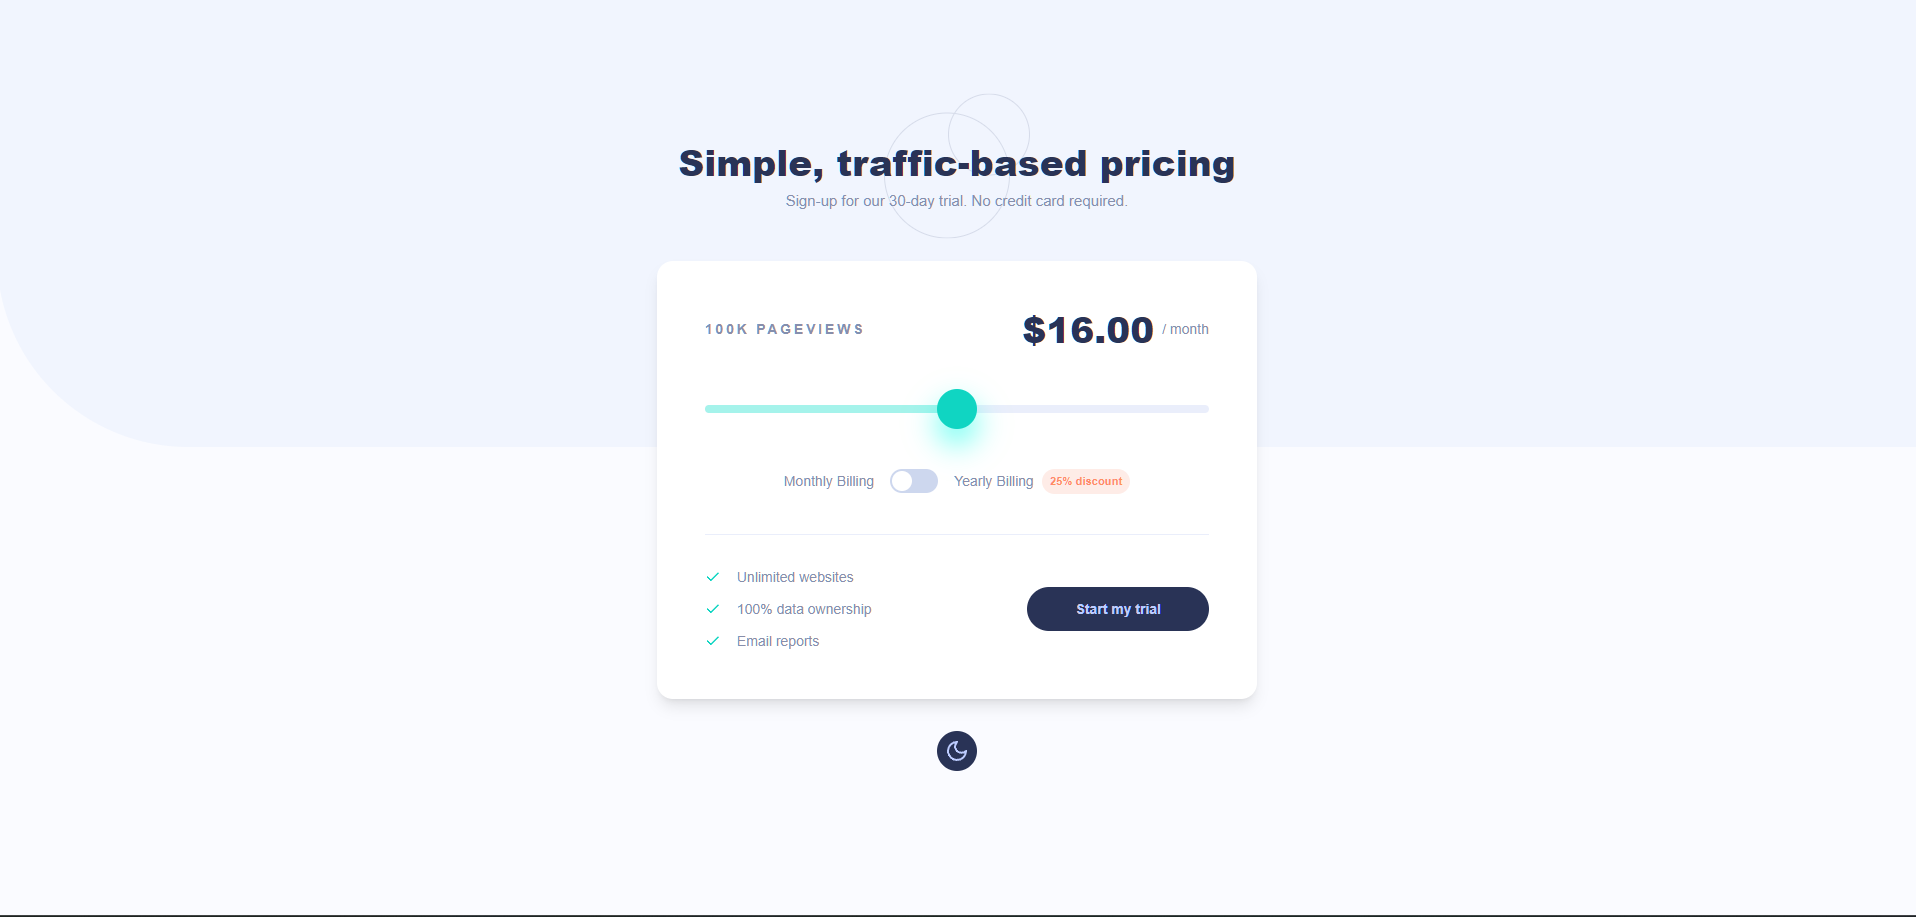 Simple, traffic-based pricing
Sign-up for our 30-day trial. No credit card required.
100K PAGEVIEWS
$16.00 / month
Monthly Billing
Yearly Billing 25% discount
Unlimited websites
100% data ownership
Email reports
Start my trial